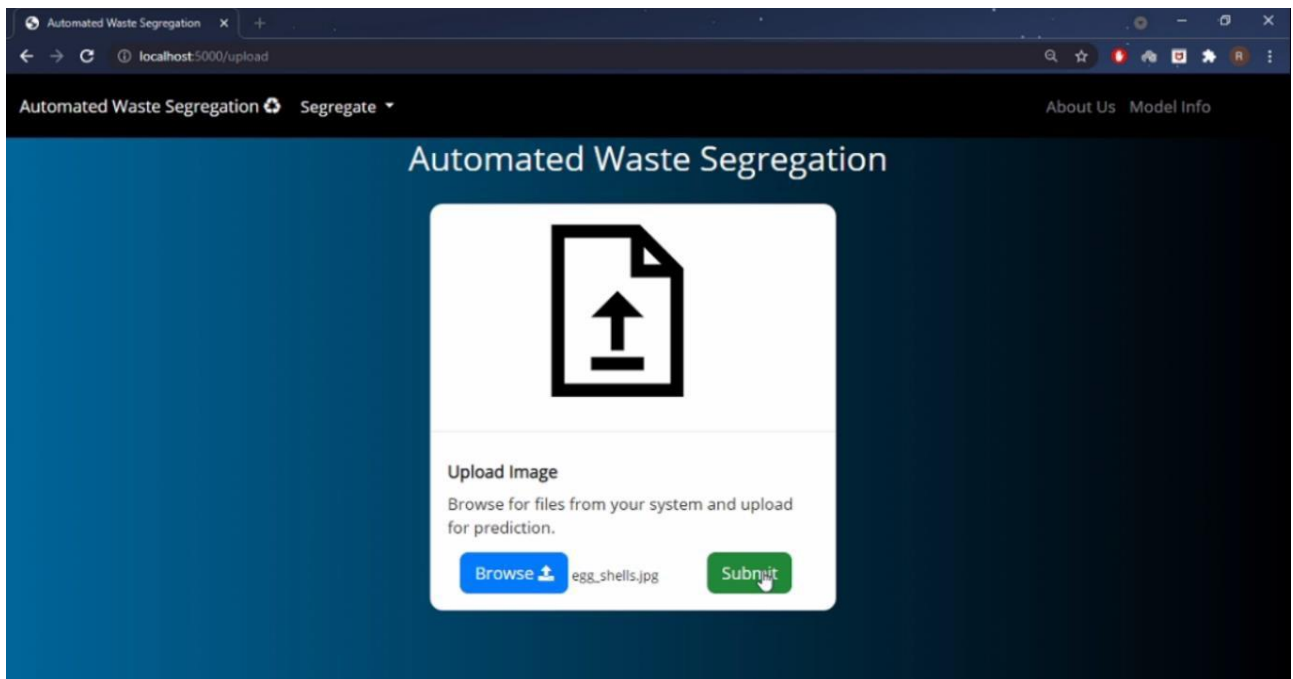 Automated Waste Segregation
localhost:5000/upload
R
Automated Waste Segregation Segregate About Us Model Info
Automated Waste Segregation
Upload Image
Browse for files from your system and upload
for prediction.
Browse egg_shells.jpg Submit